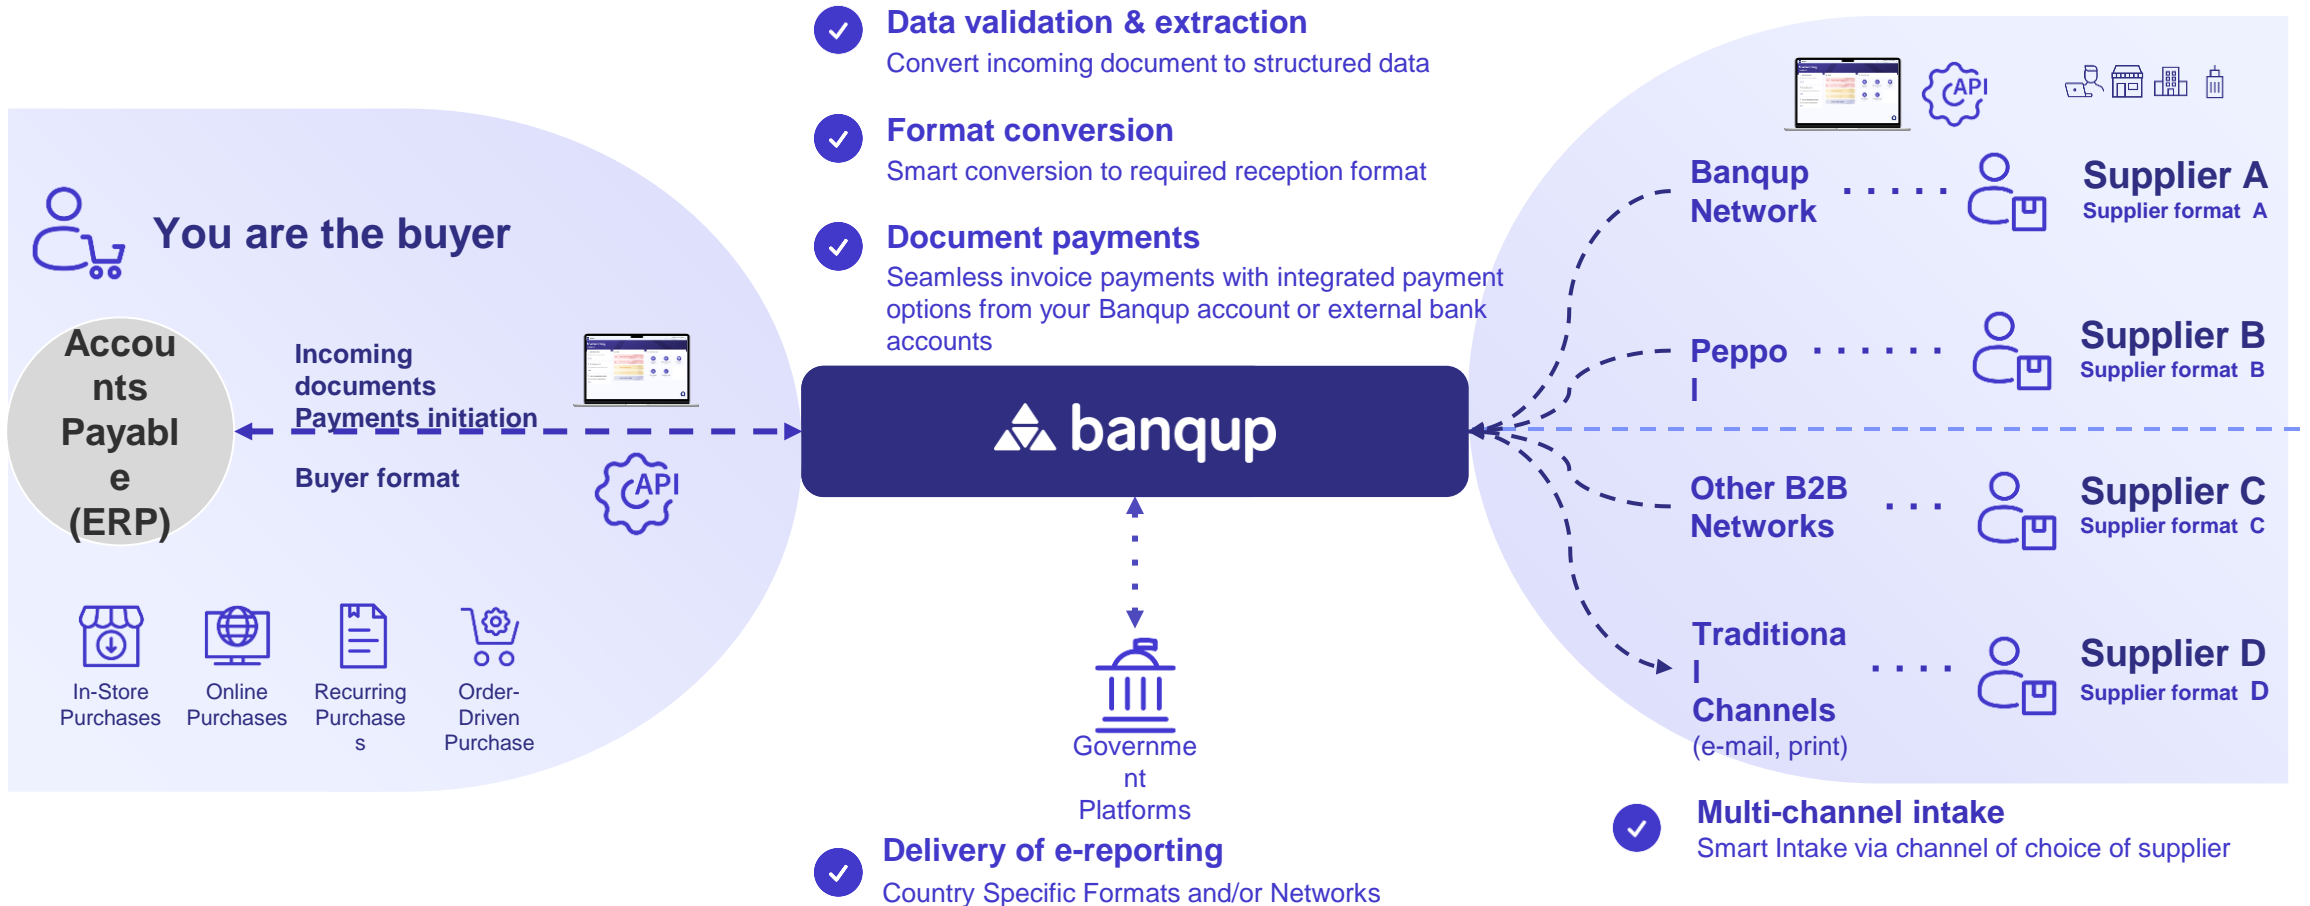 Data validation & extraction
Convert incoming document to structured data
Format conversion
Smart conversion to required reception format
Document payments
Seamless invoice payments with integrated payment
options from your Banqup account or external bank
accounts
You are the buyer
Accou
nts
Payabl
e
(ERP)
Incoming
documents
Payments initiation
Buyer format
API
In-Store
Purchases
Online
Purchases
Recurring
Purchase
s
Order-
Driven
Purchase
banqup
Governme
nt
Platforms
Delivery of e-reporting
Country Specific Formats and/or Networks
API
Banqup
Network
Supplier A
Supplier format A
Peppo
l
Supplier B
Supplier format B
Other B2B
Networks
Supplier C
Supplier format C
Traditiona
l
Channels
(e-mail, print)
Supplier D
Supplier format D
Multi-channel intake
Smart Intake via channel of choice of supplier